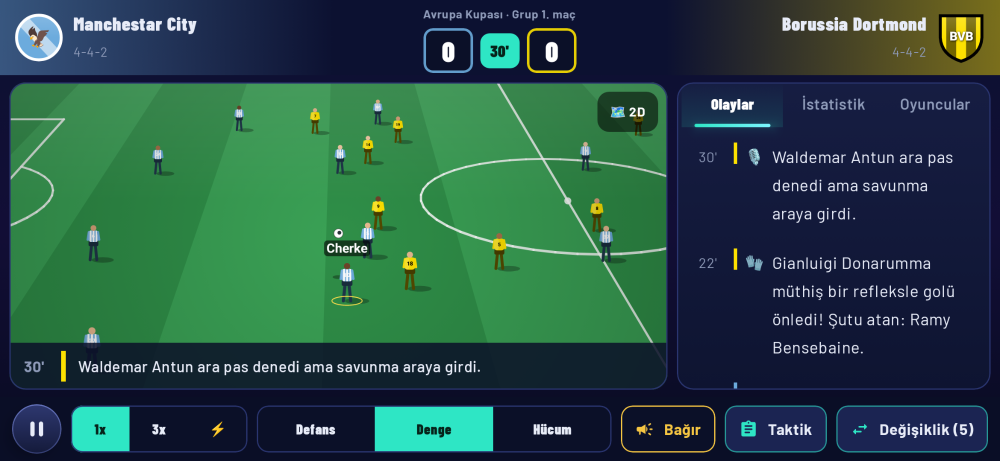 Manchestar City
4-4-2
Avrupa Kupası · Grup 1. maç
0
30'
0
Borussia Dortmond
4-4-2
BVB
2D
Cherke
30' Waldemar Antun ara pas denedi ama savunma araya girdi.
Olaylar
İstatistik
Oyuncular
30' Waldemar Antun ara pas
denedi ama savunma
araya girdi.
22' Gianluigi Donarumma
müthiş bir refleksle golü
önledi! Şutu atan: Ramy
Bensebaine.
1x
3x
Defans
Denge
Hücum
Bağır
Taktik
Değişiklik (5)